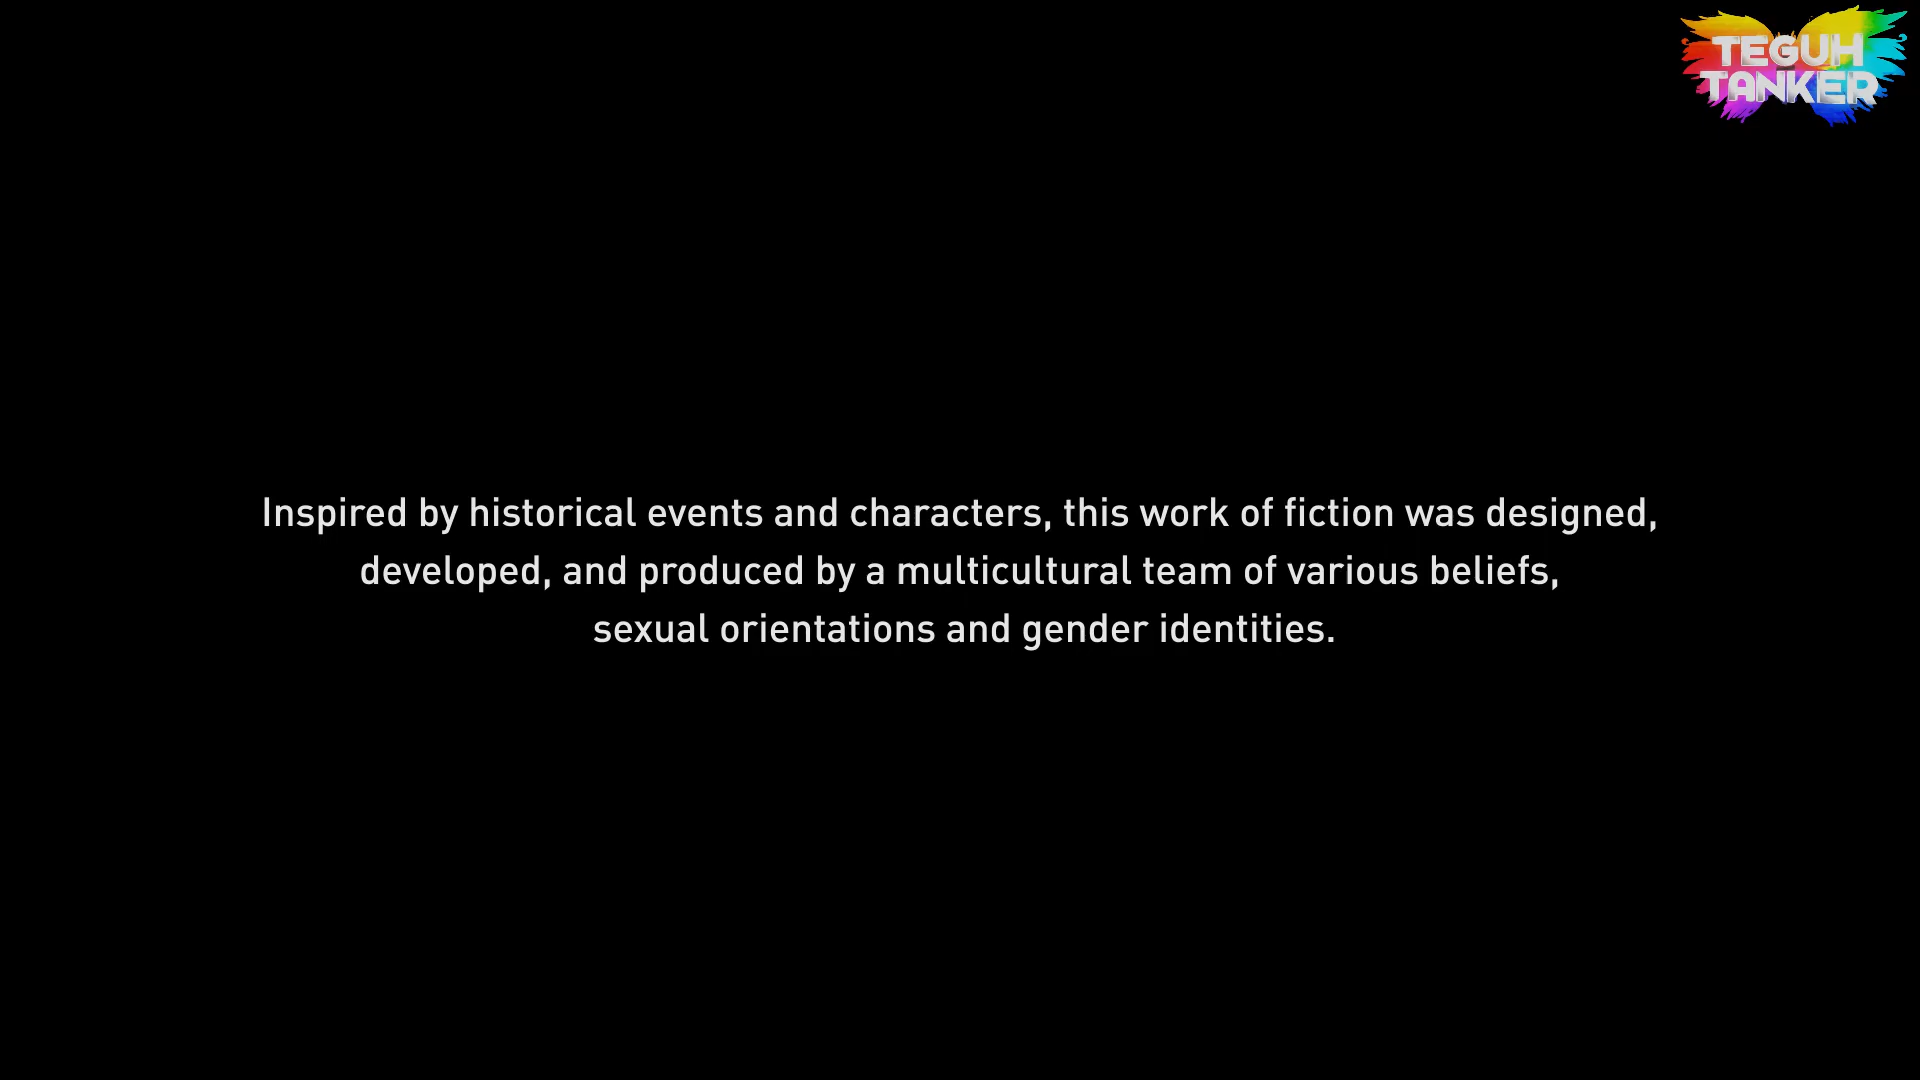 TEGUH
TANKER
Inspired by historical events and characters, this work of fiction was designed,
developed, and produced by a multicultural team of various beliefs,
sexual orientations and gender identities.